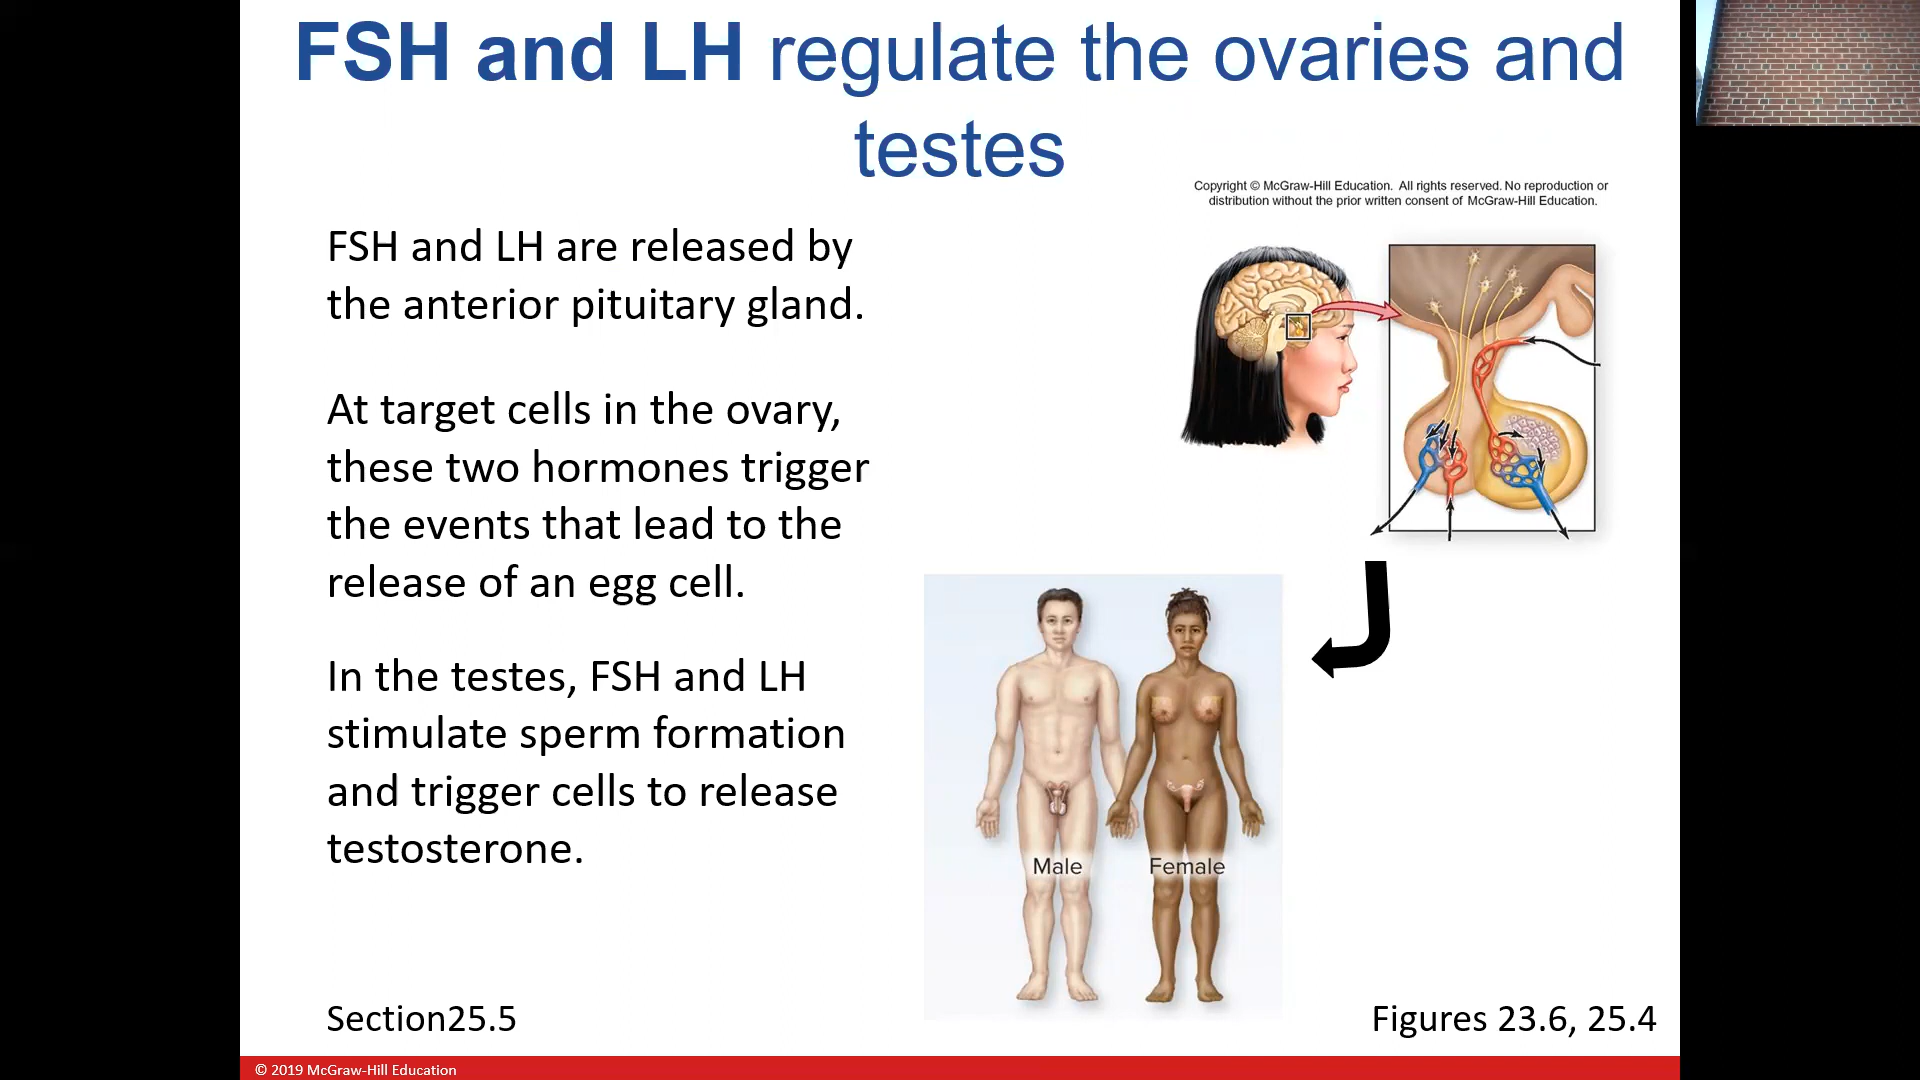 FSH and LH regulate the ovaries and
testes
Copyright © McGraw-Hill Education. All rights reserved. No reproduction or
distribution without the prior written consent of McGraw-Hill Education.
FSH and LH are released by
the anterior pituitary gland.
At target cells in the ovary,
these two hormones trigger
the events that lead to the
release of an egg cell.
In the testes, FSH and LH
stimulate sperm formation
and trigger cells to release
testosterone.
Male
Female
Section25.5
Figures 23.6, 25.4
© 2019 McGraw-Hill Education